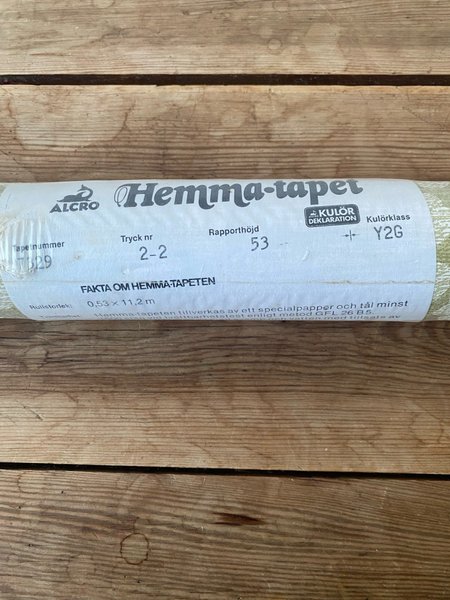 ALCRO
Hemma-tapet
KULÖR
DEKLARATION
Tapetnummer
Tryck nr
Rapporthöjd
Kulörklass
2-2
53
Y2G
FAKTA OM HEMMA-TAPETEN
Rullstorlek: 0,53 x 11,2 m
Hemma-tapeten tillverkas av ett specialpapper och tål minst
enligt metod GFL 26 B 5.